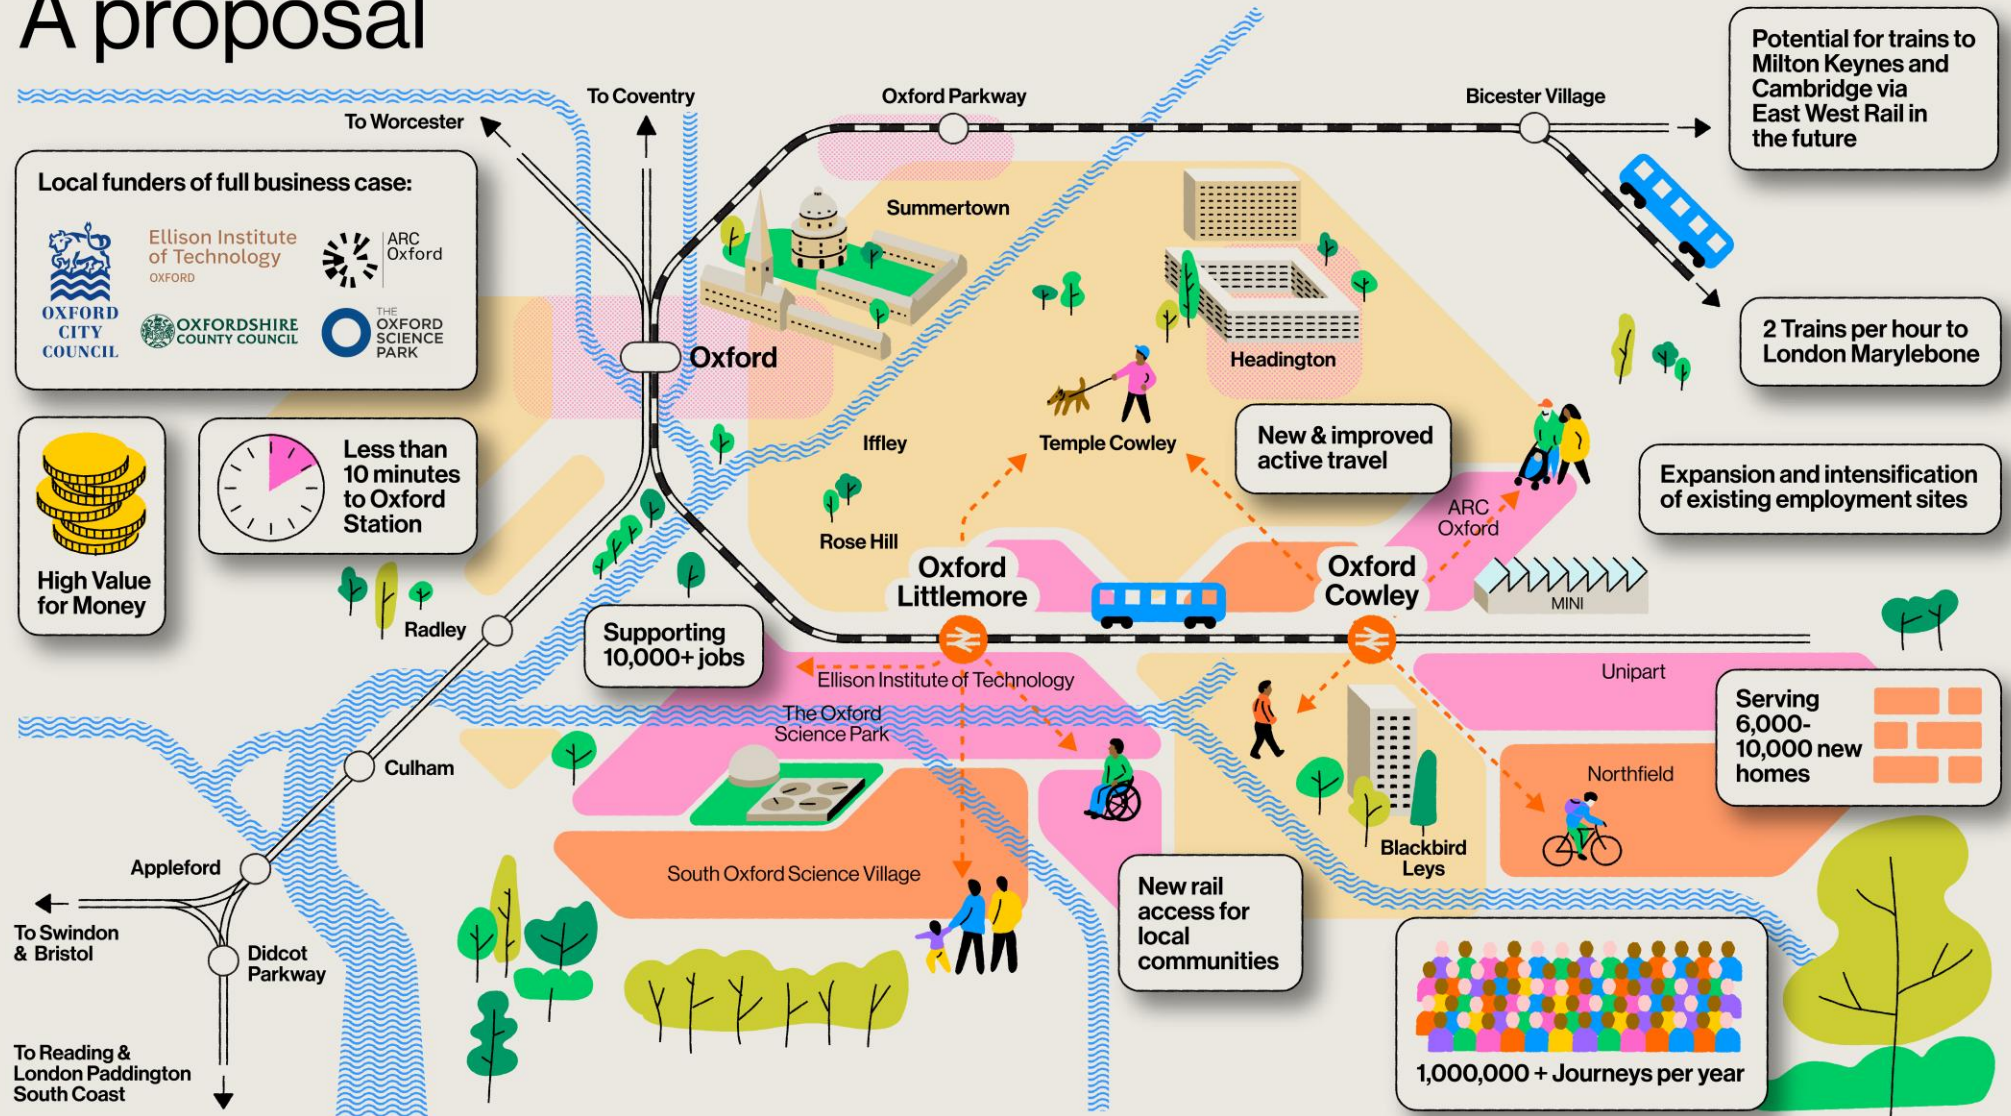 A proposal
To Worcester
To Coventry
Oxford Parkway
Bicester Village
Potential for trains to
Milton Keynes and
Cambridge via
East West Rail in
the future
Local funders of full business case:
OXFORD
CITY
COUNCIL
Ellison Institute
of Technology
OXFORD
ARC
Oxford
OXFORDSHIRE
COUNTY COUNCIL
THE
OXFORD
SCIENCE
PARK
Summertown
Oxford
Headington
2 Trains per hour to
London Marylebone
High Value
for Money
Less than
10 minutes
to Oxford
Station
Iffley
Temple Cowley
New & improved
active travel
Expansion and intensification
of existing employment sites
ARC
Oxford
Rose Hill
Oxford
Littlemore
Oxford
Cowley
MINI
Radley
Supporting
10,000+ jobs
Ellison Institute of Technology
The Oxford
Science Park
Unipart
Serving
6,000-
10,000 new
homes
Culham
Northfield
Appleford
South Oxford Science Village
Blackbird
Leys
New rail
access for
local
communities
To Swindon
& Bristol
Didcot
Parkway
To Reading &
London Paddington
South Coast
1,000,000 + Journeys per year